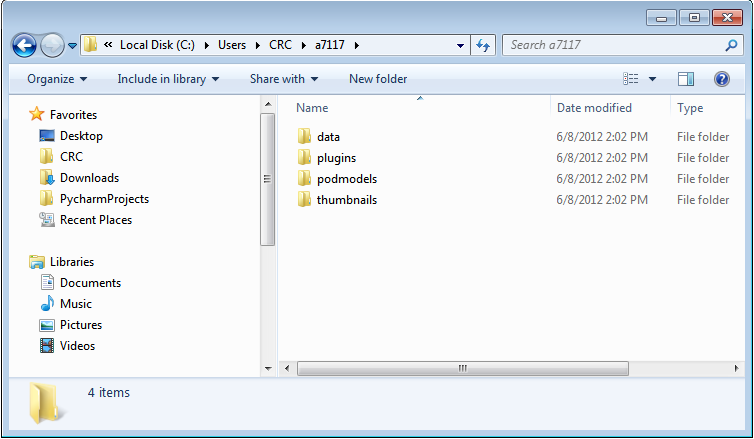 « Local Disk (C:) Users CRC a7117 Search a7117
Organize Include in library Share with New folder
Favorites
Desktop
CRC
Downloads
PycharmProjects
Recent Places
Libraries
Documents
Music
Pictures
Videos
Name Date modified Type
data 6/8/2012 2:02 PM File folder
plugins 6/8/2012 2:02 PM File folder
podmodels 6/8/2012 2:02 PM File folder
thumbnails 6/8/2012 2:02 PM File folder
4 items